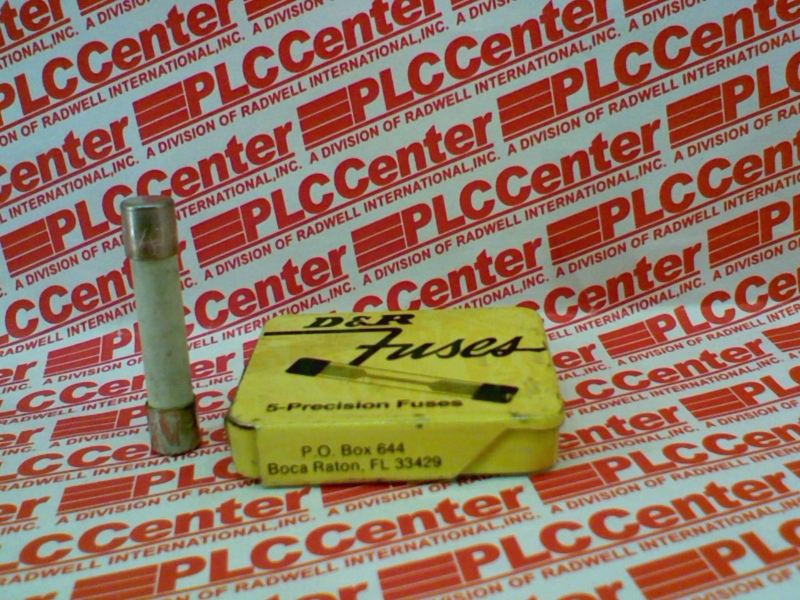 PLCCenter
A DIVISION OF RADWELL INTERNATIONAL, INC.
D&R
Fuses
5-Precision Fuses
P.O. Box 644
Boca Raton, FL 33429